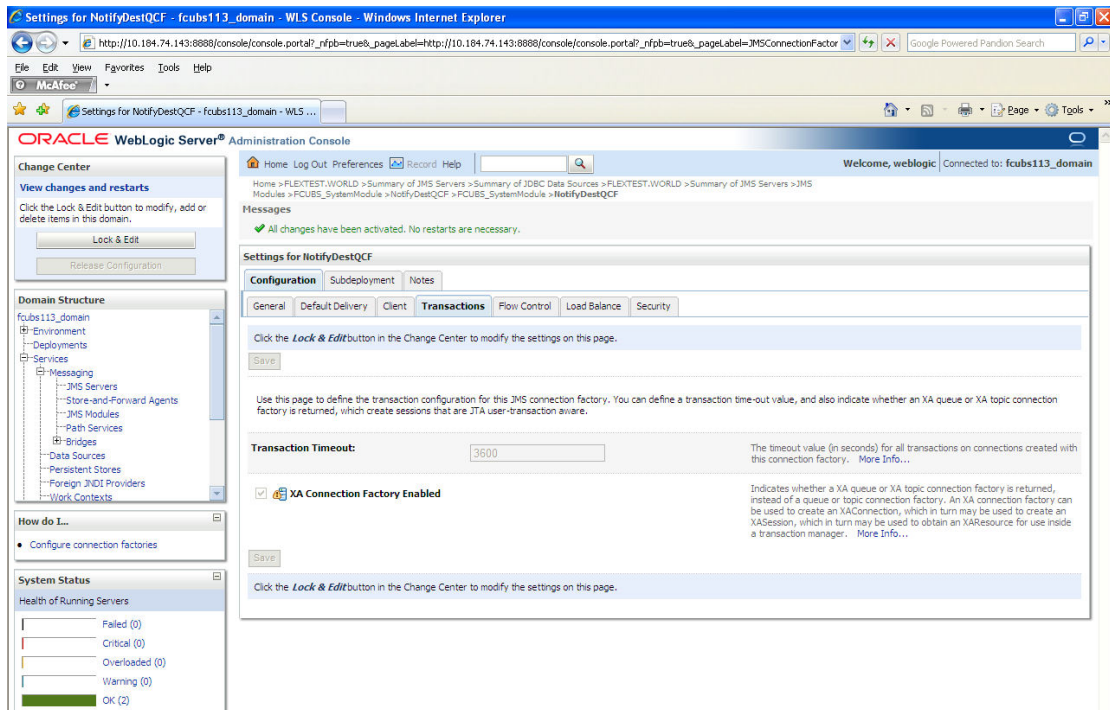 Settings for NotifyDestQCF - fcubs113_domain - WLS Console - Windows Internet Explorer
http://10.184.74.143:8888/console/console.portal?_nfpb=true&_pageLabel=http://10.184.74.143:8888/console/console.portal?_nfpb=true&_pageLabel=JMSConnectionFactor
Google Powered Pandion Search
File Edit View Favorites Tools Help
McAfee
Settings for NotifyDestQCF - fcubs113_domain - WLS ...
Page Tools
ORACLE WebLogic Server® Administration Console
Change Center
View changes and restarts
Click the Lock & Edit button to modify, add or
delete items in this domain.
Lock & Edit
Release Configuration
Domain Structure
fcubs113_domain
Environment
Deployments
Services
Messaging
JMS Servers
Store-and-Forward Agents
JMS Modules
Path Services
Bridges
Data Sources
Persistent Stores
Foreign JNDI Providers
Work Contexts
How do I...
Configure connection factories
System Status
Health of Running Servers
Failed (0)
Critical (0)
Overloaded (0)
Warning (0)
OK (2)
Home Log Out Preferences Record Help
Welcome, weblogic Connected to: fcubs113_domain
Home >FLEXTEST.WORLD >Summary of JMS Servers >Summary of JDBC Data Sources >FLEXTEST.WORLD >Summary of JMS Servers >JMS
Modules >FCUBS_SystemModule >NotifyDestQCF >FCUBS_SystemModule >NotifyDestQCF
Messages
All changes have been activated. No restarts are necessary.
Settings for NotifyDestQCF
Configuration Subdeployment Notes
General Default Delivery Client Transactions Flow Control Load Balance Security
Click the Lock & Edit button in the Change Center to modify the settings on this page.
Save
Use this page to define the transaction configuration for this JMS connection factory. You can define a transaction time-out value, and also indicate whether an XA queue or XA topic connection
factory is returned, which create sessions that are JTA user-transaction aware.
Transaction Timeout:
3600
The timeout value (in seconds) for all transactions on connections created with
this connection factory. More Info...
XA Connection Factory Enabled
Indicates whether a XA queue or XA topic connection factory is returned,
instead of a queue or topic connection factory. An XA connection factory can
be used to create an XAConnection, which in turn may be used to create an
XASession, which in turn may be used to obtain an XAResource for use inside
a transaction manager. More Info...
Save
Click the Lock & Edit button in the Change Center to modify the settings on this page.